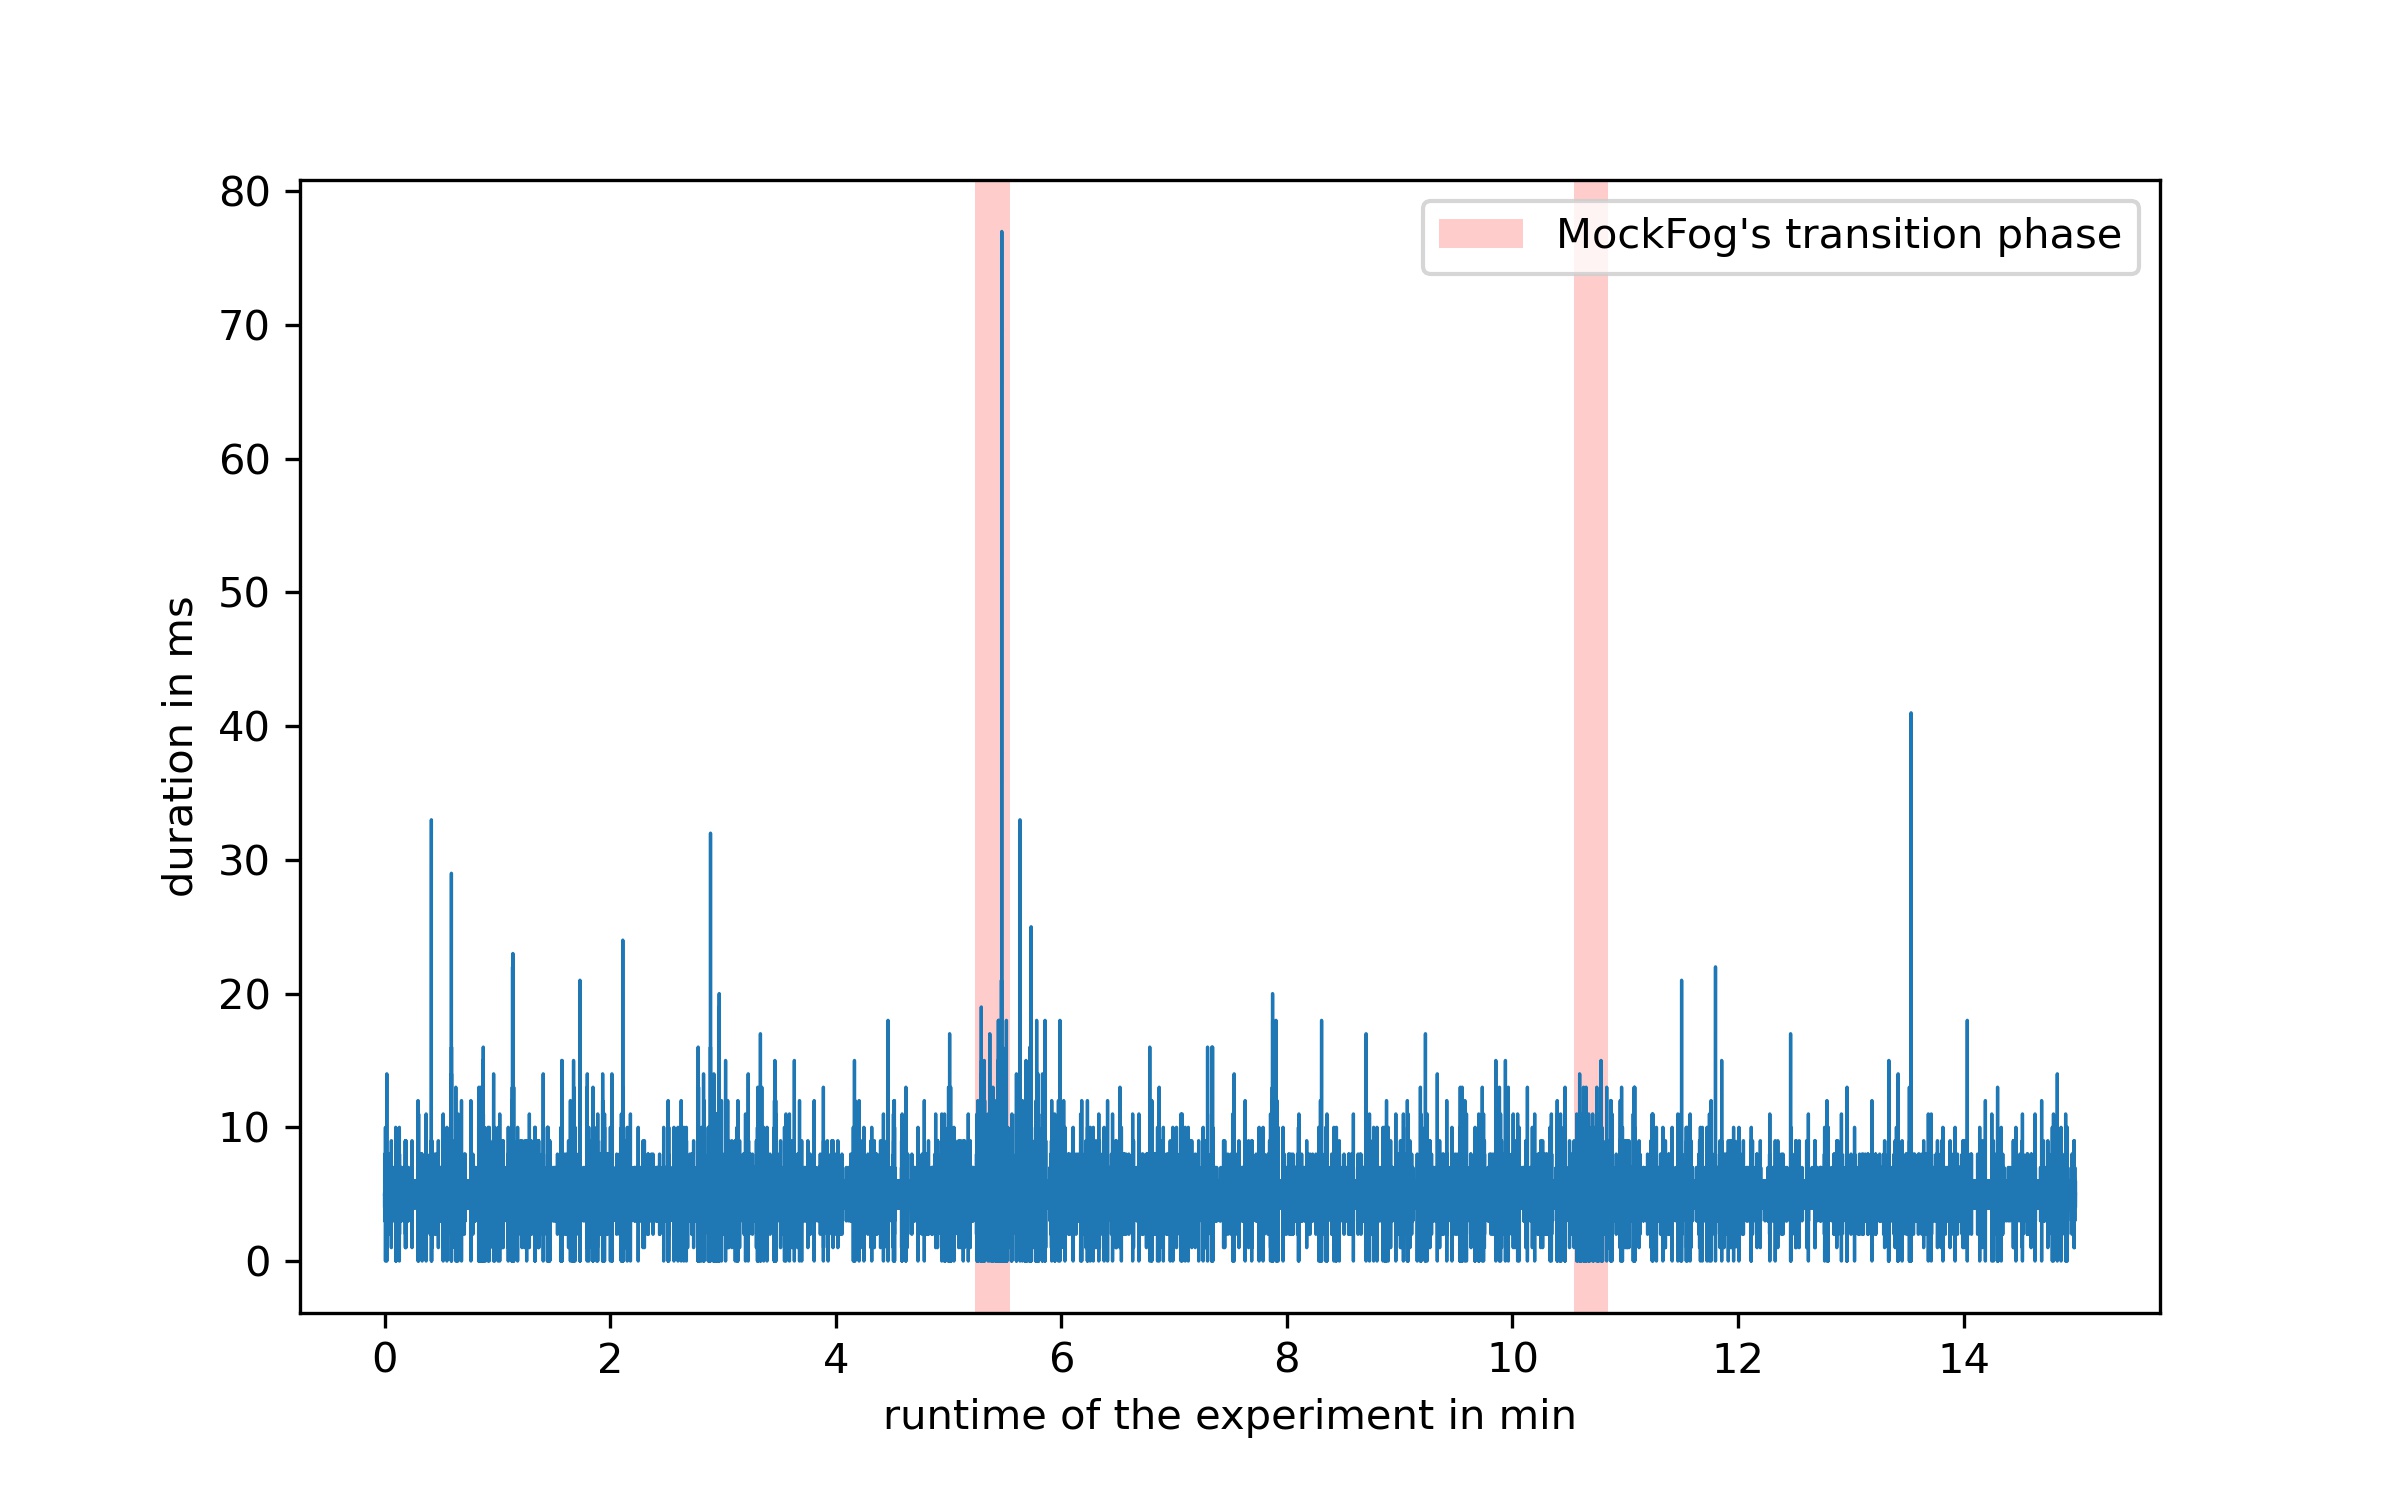 80
MockFog's transition phase
70
60
50
40
30
20
10
0
duration in ms
0 2 4 6 8 10 12 14
runtime of the experiment in min